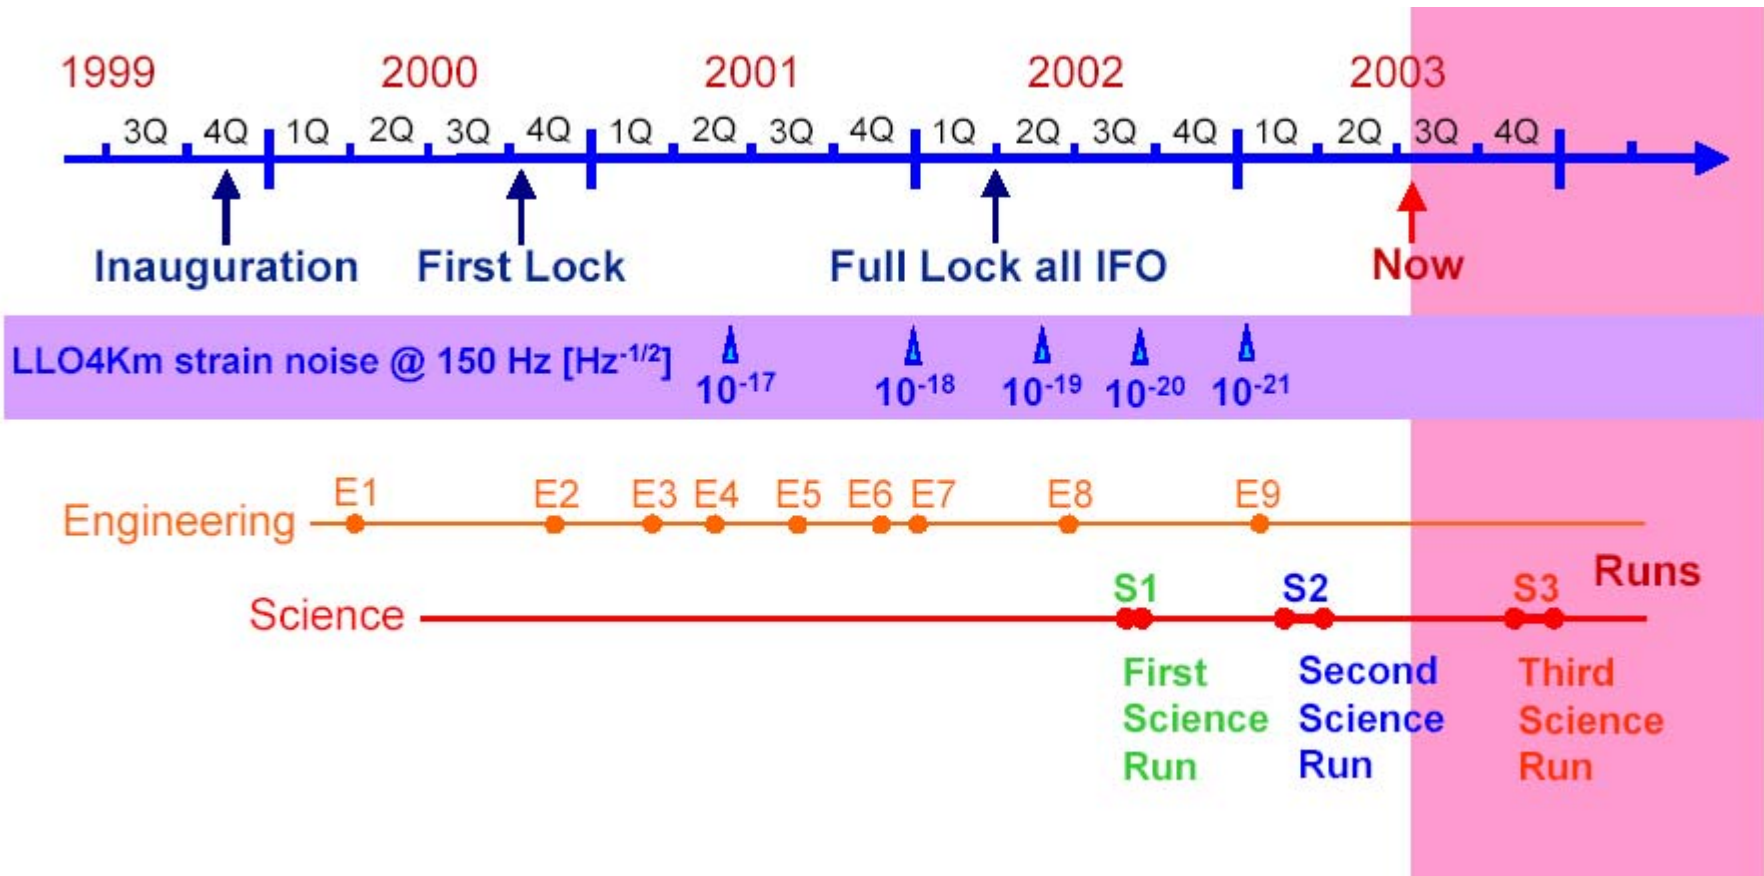 1999 2000 2001 2002 2003
3Q 4Q 1Q 2Q 3Q 4Q 1Q 2Q 3Q 4Q 1Q 2Q 3Q 4Q 1Q 2Q 3Q 4Q
Inauguration First Lock Full Lock all IFO Now
LLO4Km strain noise @ 150 Hz [Hz-1/2] 10-17 10-18 10-19 10-20 10-21
E1 E2 E3 E4 E5 E6 E7 E8 E9
Engineering
S1 S2 S3 Runs
Science
First Second Third
Science Science Science
Run Run Run